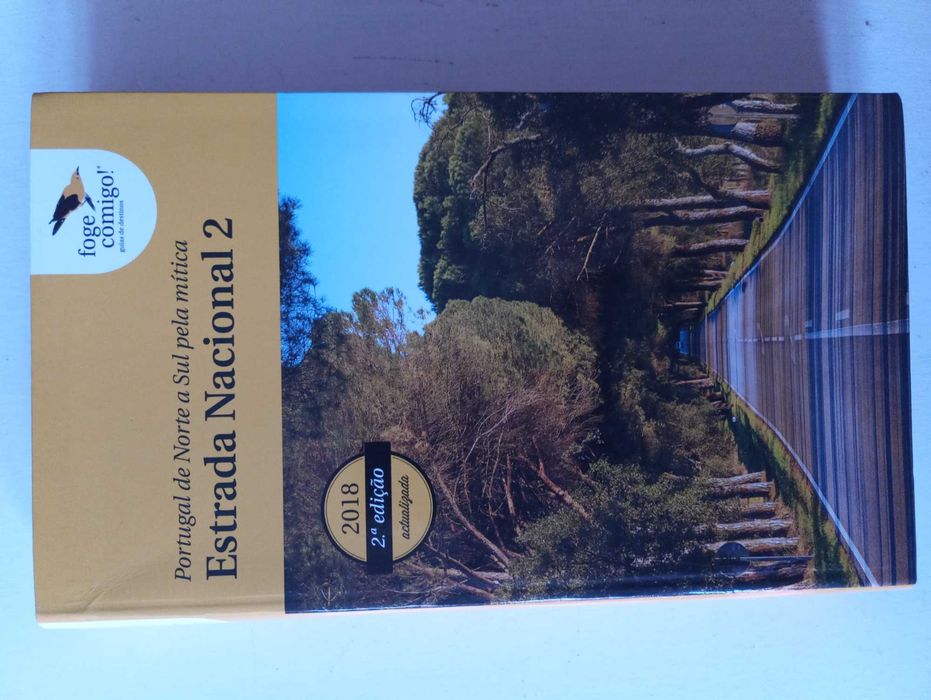 foge
comigo!®
guias de destinos
Portugal de Norte a Sul pela mítica
Estrada Nacional 2
2018
2.ª edição
actualizada